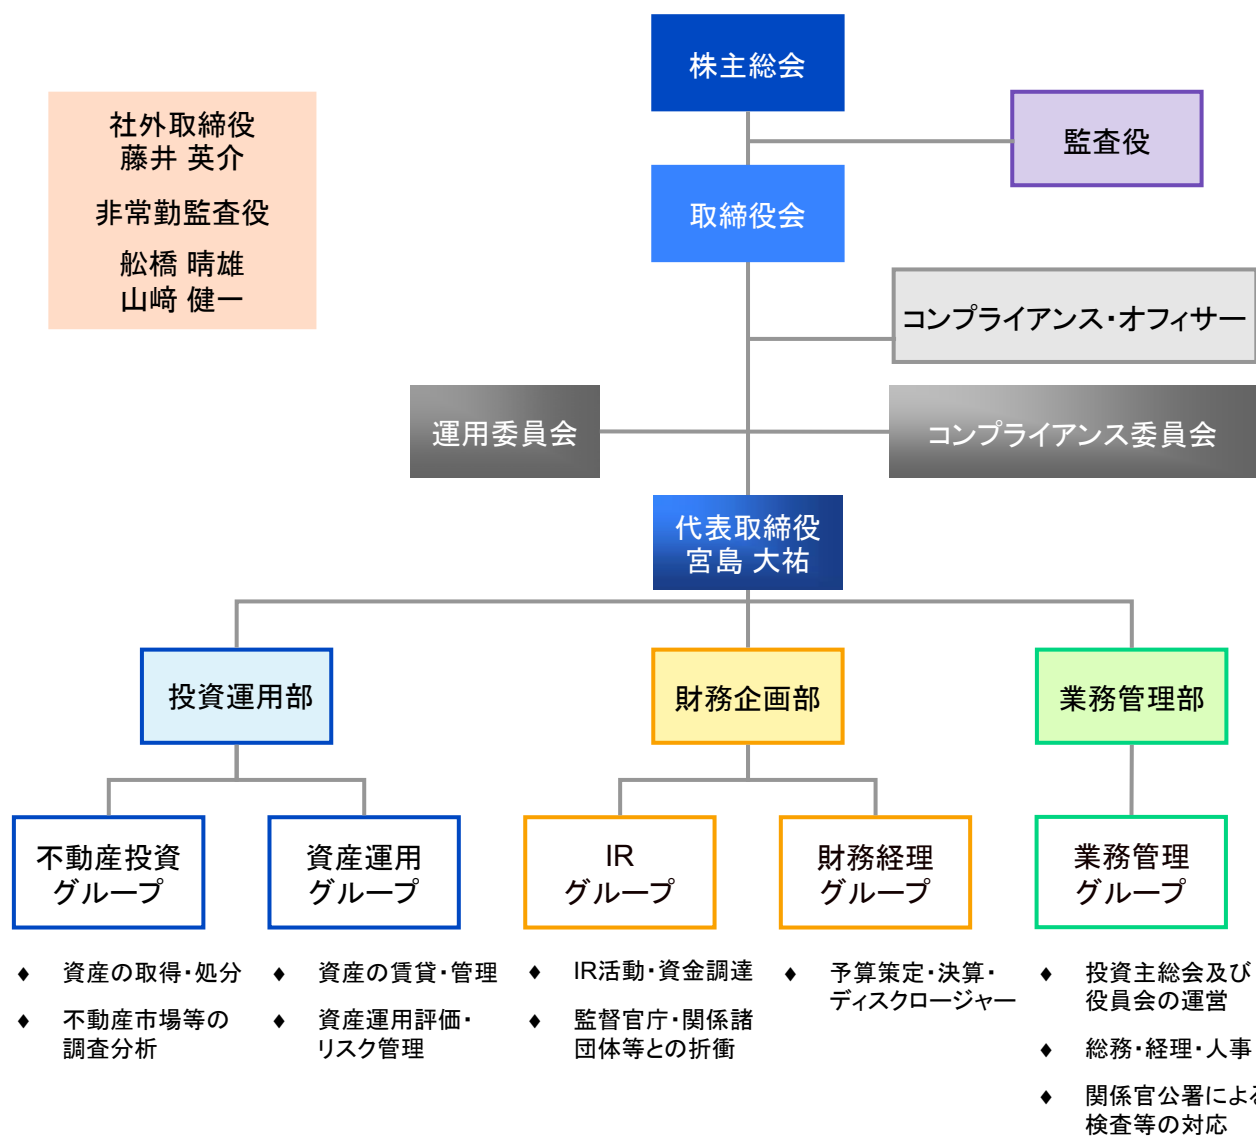 株主総会
社外取締役
藤井 英介
非常勤監査役
舩橋 晴雄
山﨑 健一
監査役
取締役会
コンプライアンス・オフィサー
運用委員会
コンプライアンス委員会
代表取締役
宮島 大祐
投資運用部
財務企画部
業務管理部
不動産投資
グループ
資産運用
グループ
IR
グループ
財務経理
グループ
業務管理
グループ
◆ 資産の取得・処分
◆ 不動産市場等の
調査分析
◆ 資産の賃貸・管理
◆ 資産運用評価・
リスク管理
◆ IR活動・資金調達
◆ 監督官庁・関係諸
団体等との折衝
◆ 予算策定・決算・
ディスクロージャー
◆ 投資主総会及び
役員会の運営
◆ 総務・経理・人事
◆ 関係官公署による
検査等の対応